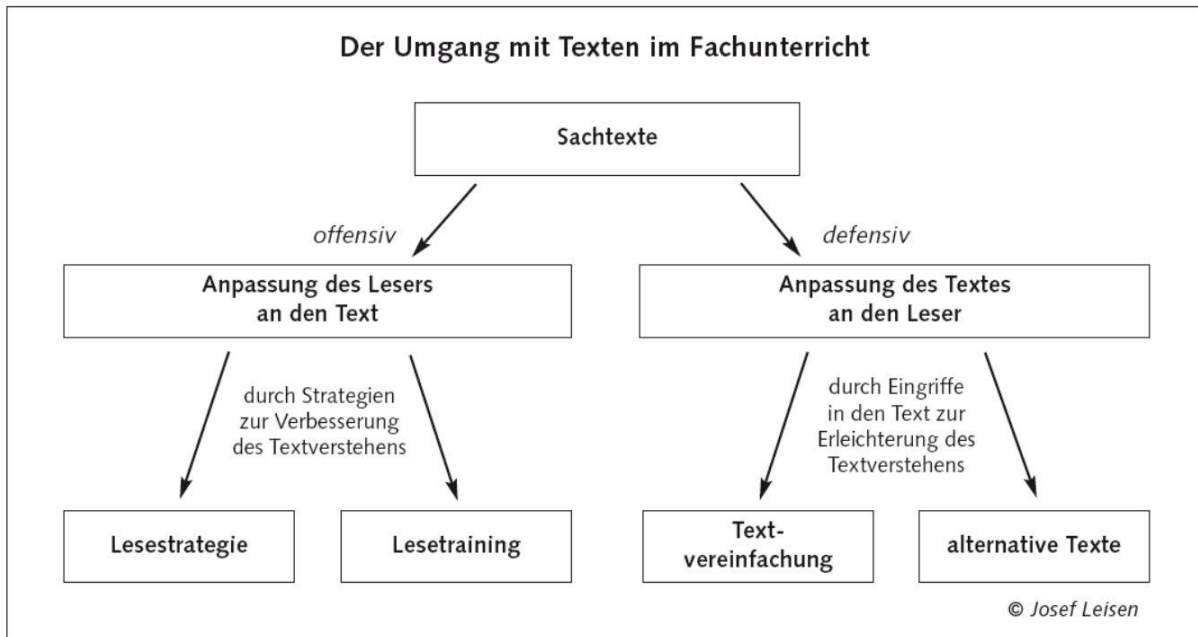 Der Umgang mit Texten im Fachunterricht
Sachtexte
offensiv
defensiv
Anpassung des Lesers
an den Text
Anpassung des Textes
an den Leser
durch Strategien
zur Verbesserung
des Textverstehens
durch Eingriffe
in den Text zur
Erleichterung des
Textverstehens
Lesestrategie
Lesetraining
Text-
vereinfachung
alternative Texte
© Josef Leisen